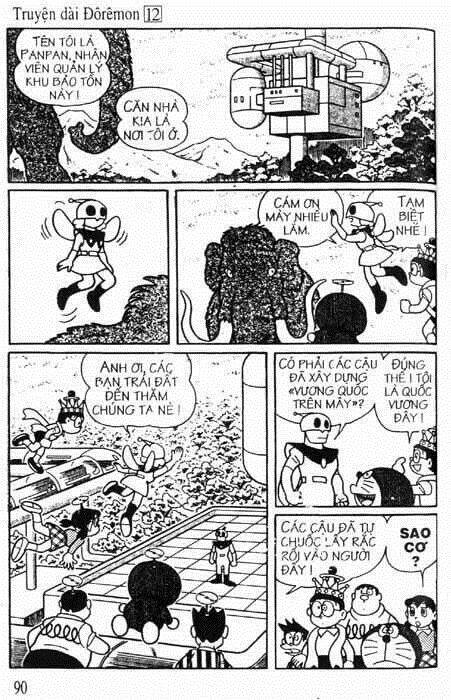 Truyện dài Đôrêmon 12
TÊN TÔI LÀ
PANPAN, NHÂN
VIÊN QUẢN LÝ
KHU BẢO TỒN
NÀY !
CĂN NHÀ
KIA LÀ
NƠI TÔI Ở.
CÁM ƠN
MÂY NHIỀU
LẮM.
TẠM
BIỆT
NHÉ !
ANH ƠI, CÁC
BẠN TRÁI ĐẤT
ĐẾN THĂM
CHÚNG TA NÈ !
CÓ PHẢI CÁC CẬU
ĐÃ XÂY DỰNG
«VƯƠNG QUỐC
TRÊN MÂY»?
ĐÚNG
THẾ ! TÔI
LÀ QUỐC
VƯƠNG
ĐÂY !
CÁC CẬU ĐÃ TỰ
CHUỐC LẤY RẮC
RỐI VÀO NGƯỜI
ĐẤY !
SAO
CƠ
?
90